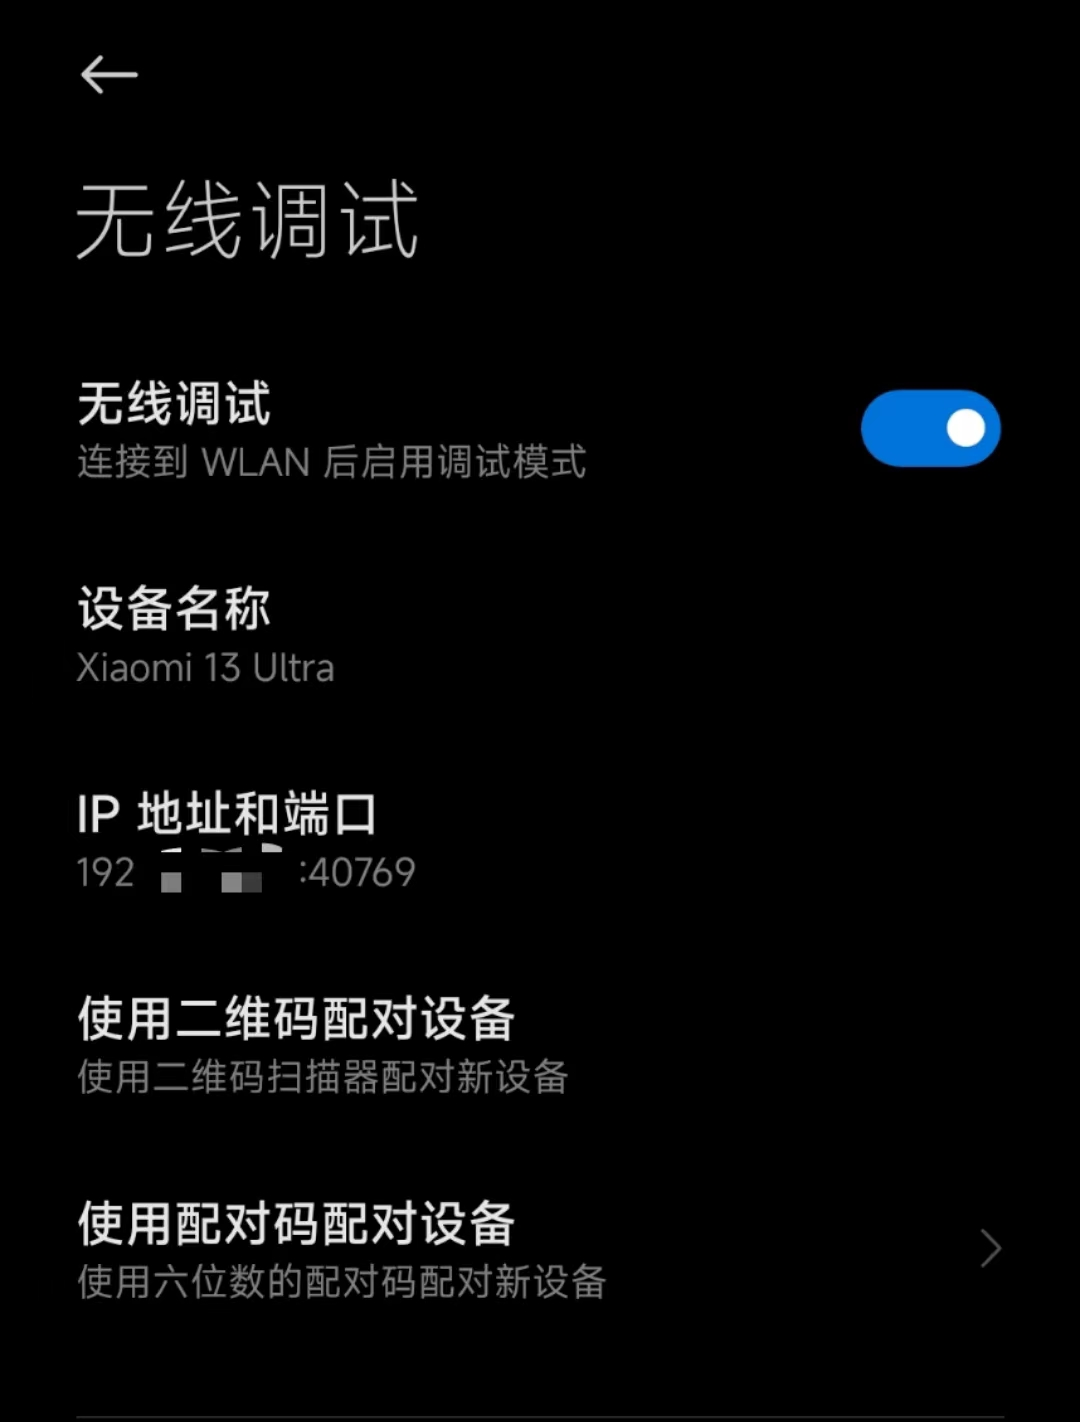 无线调试
无线调试
连接到 WLAN 后启用调试模式
设备名称
Xiaomi 13 Ultra
IP 地址和端口
192 :40769
使用二维码配对设备
使用二维码扫描器配对新设备
使用配对码配对设备
使用六位数的配对码配对新设备